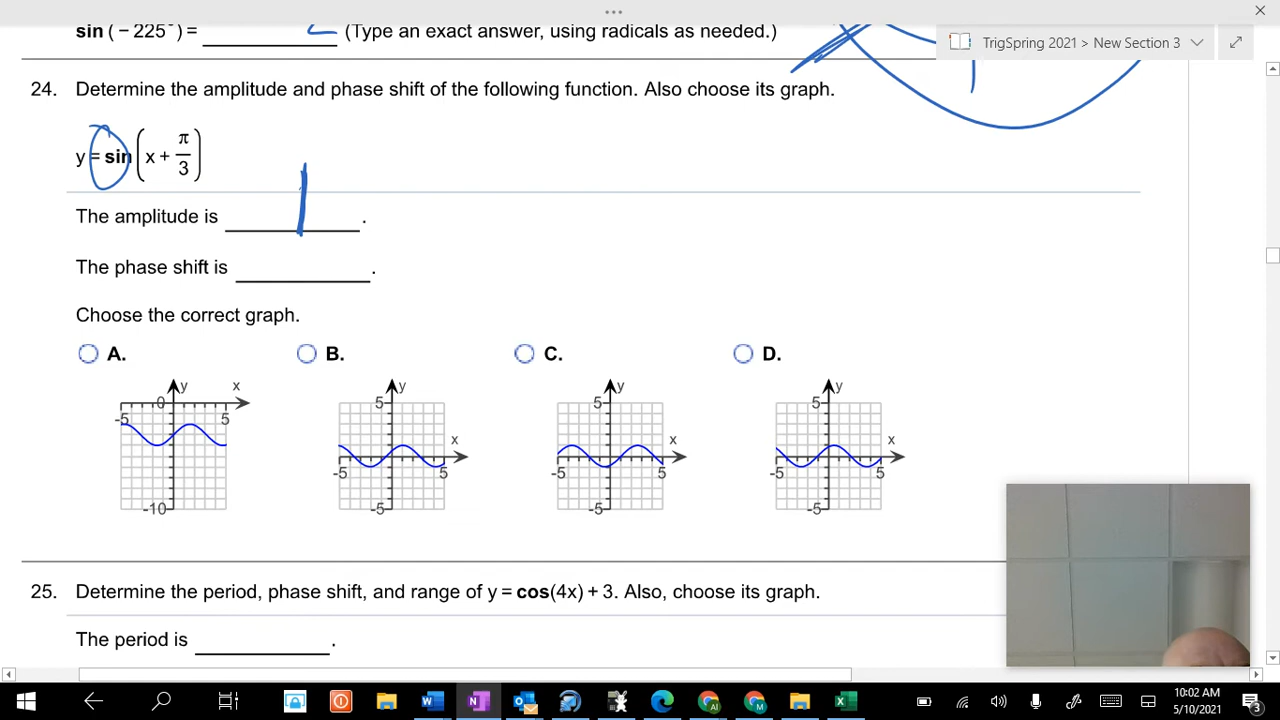 sin (− 225°) = ________ (Type an exact answer, using radicals as needed.)
TrigSpring 2021 > New Section 3
24. Determine the amplitude and phase shift of the following function. Also choose its graph.
y = sin(x + π/3)
The amplitude is 1.
The phase shift is ________.
Choose the correct graph.
A. B. C. D.
y x 0 -5 5 -10
y x 5 -5 5 -5
y x 5 -5 5 -5
y x 5 -5 5 -5
25. Determine the period, phase shift, and range of y = cos(4x) + 3. Also, choose its graph.
The period is ________.
10:02 AM
5/10/2021
3